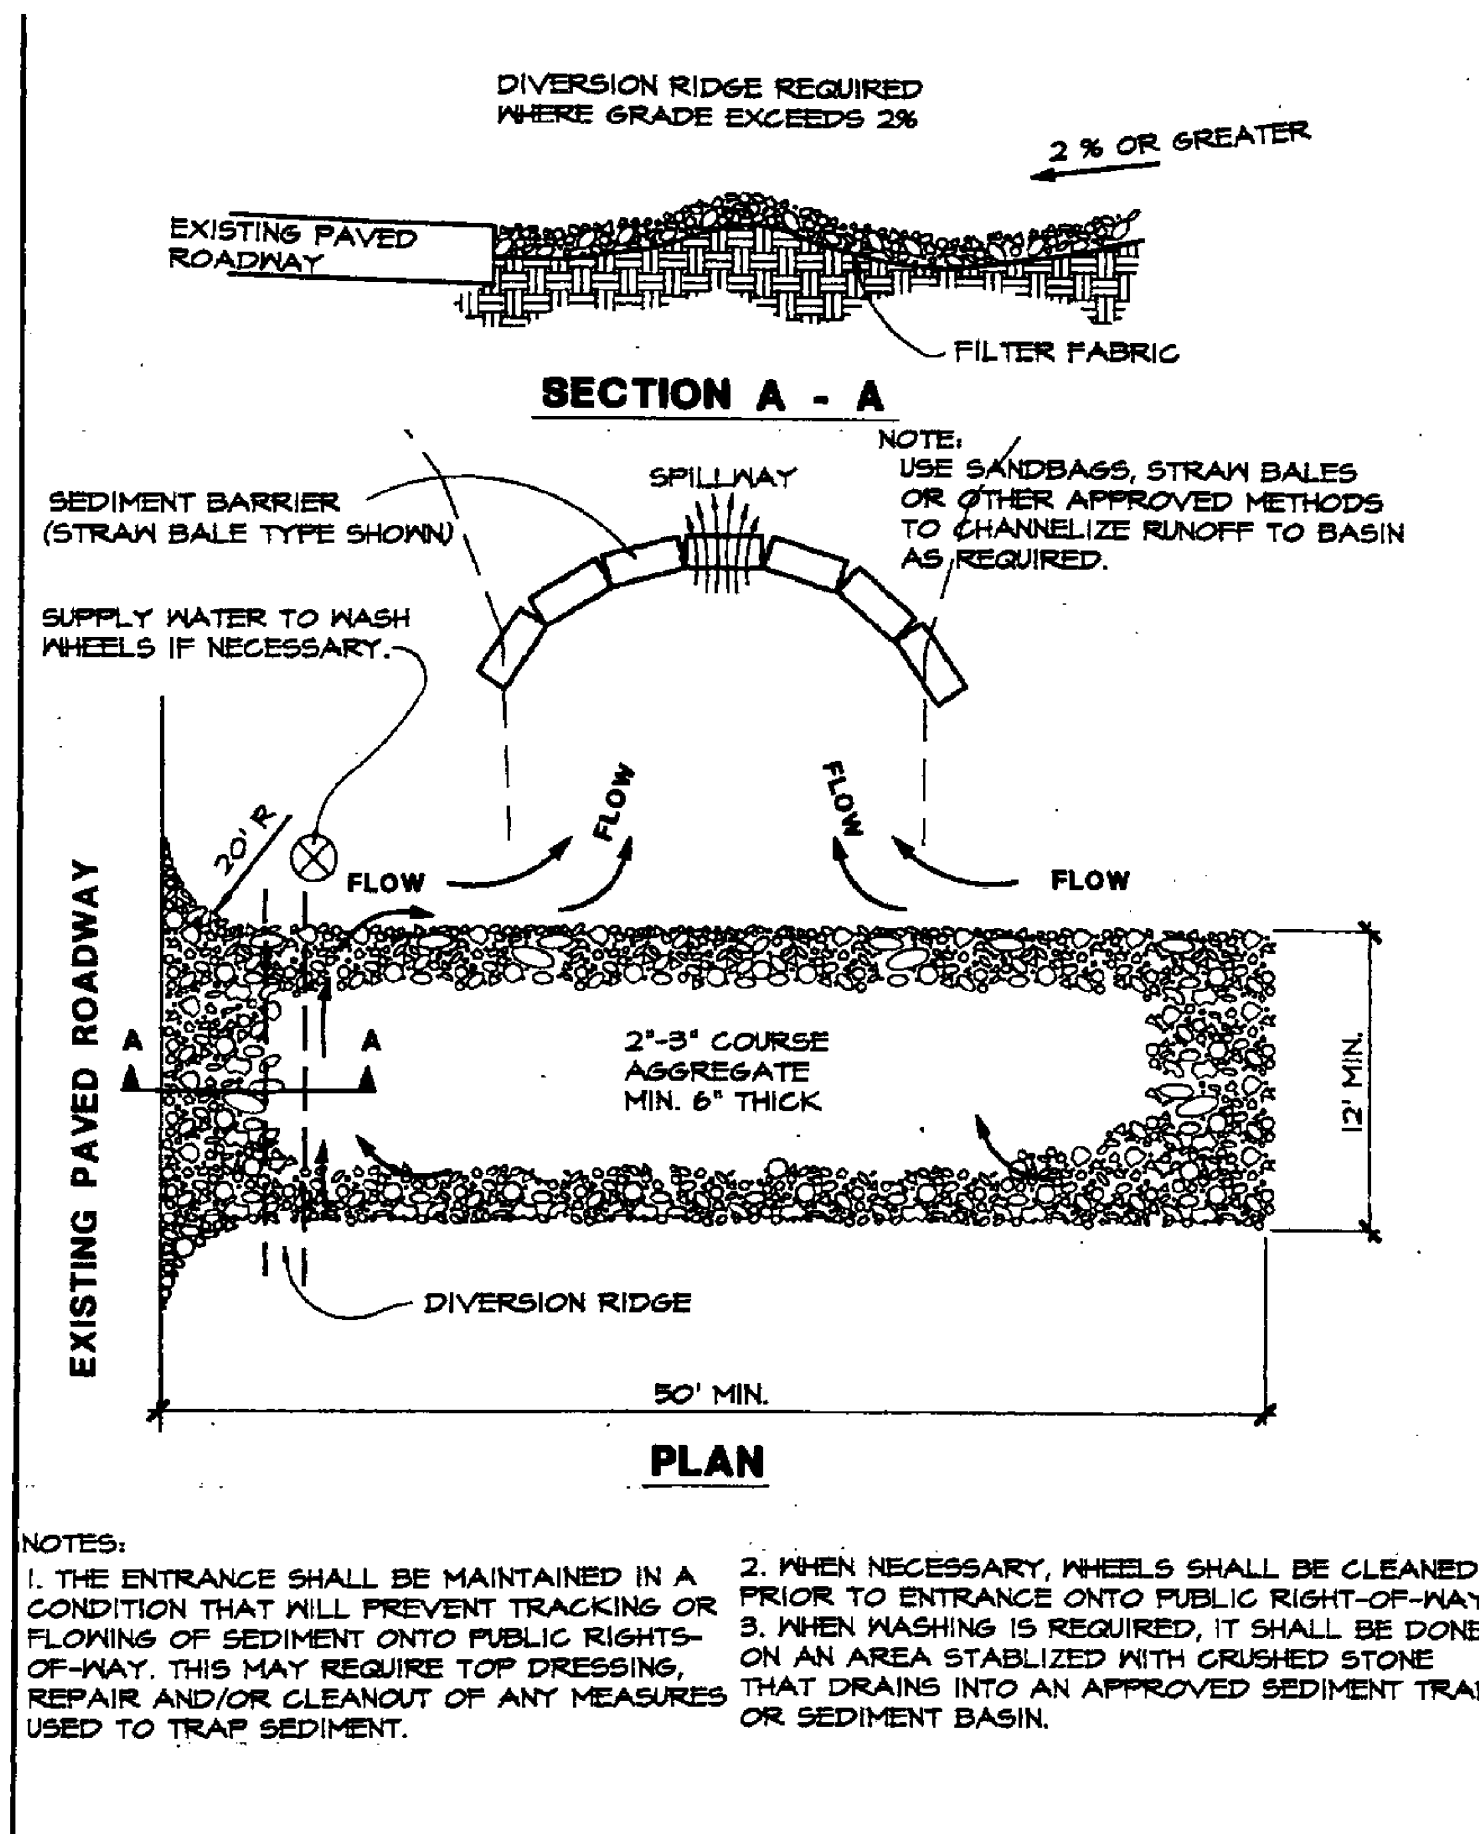 DIVERSION RIDGE REQUIRED
WHERE GRADE EXCEEDS 2%
2 % OR GREATER
EXISTING PAVED
ROADWAY
FILTER FABRIC
SECTION A - A
NOTE:
USE SANDBAGS, STRAW BALES
OR OTHER APPROVED METHODS
TO CHANNELIZE RUNOFF TO BASIN
AS REQUIRED.
SPILLWAY
SEDIMENT BARRIER
(STRAW BALE TYPE SHOWN)
SUPPLY WATER TO WASH
WHEELS IF NECESSARY.
FLOW
FLOW
20' R
FLOW
FLOW
EXISTING PAVED ROADWAY
A
A
2"-3" COURSE
AGGREGATE
MIN. 6" THICK
12' MIN.
DIVERSION RIDGE
50' MIN.
PLAN
NOTES:
1. THE ENTRANCE SHALL BE MAINTAINED IN A
CONDITION THAT WILL PREVENT TRACKING OR
FLOWING OF SEDIMENT ONTO PUBLIC RIGHTS-
OF-WAY. THIS MAY REQUIRE TOP DRESSING,
REPAIR AND/OR CLEANOUT OF ANY MEASURES
USED TO TRAP SEDIMENT.
2. WHEN NECESSARY, WHEELS SHALL BE CLEANED
PRIOR TO ENTRANCE ONTO PUBLIC RIGHT-OF-WAY
3. WHEN WASHING IS REQUIRED, IT SHALL BE DONE
ON AN AREA STABLIZED WITH CRUSHED STONE
THAT DRAINS INTO AN APPROVED SEDIMENT TRAP
OR SEDIMENT BASIN.